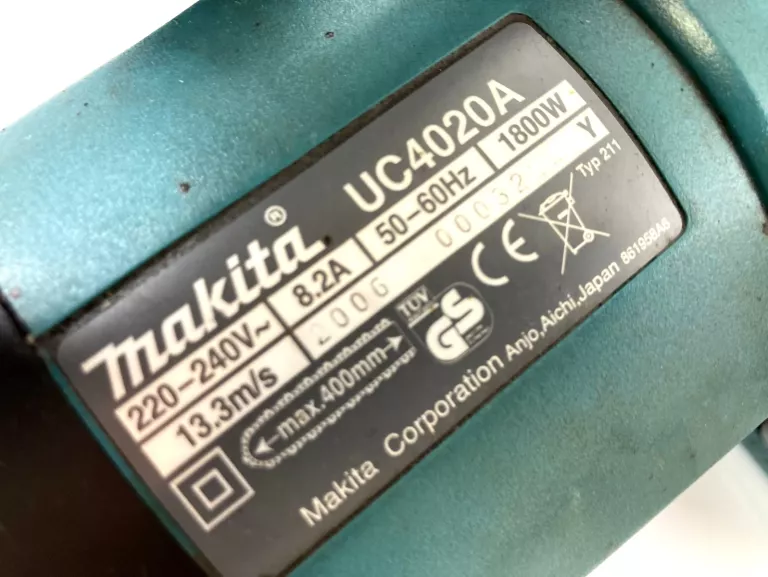 makita®
UC4020A
220-240V~ 8.2A 50-60Hz 1800W
13.3m/s 2006 Y
max.400mm
TÜV
GS
CE
Typ 211
Makita Corporation Anjo,Aichi,Japan 861958A8